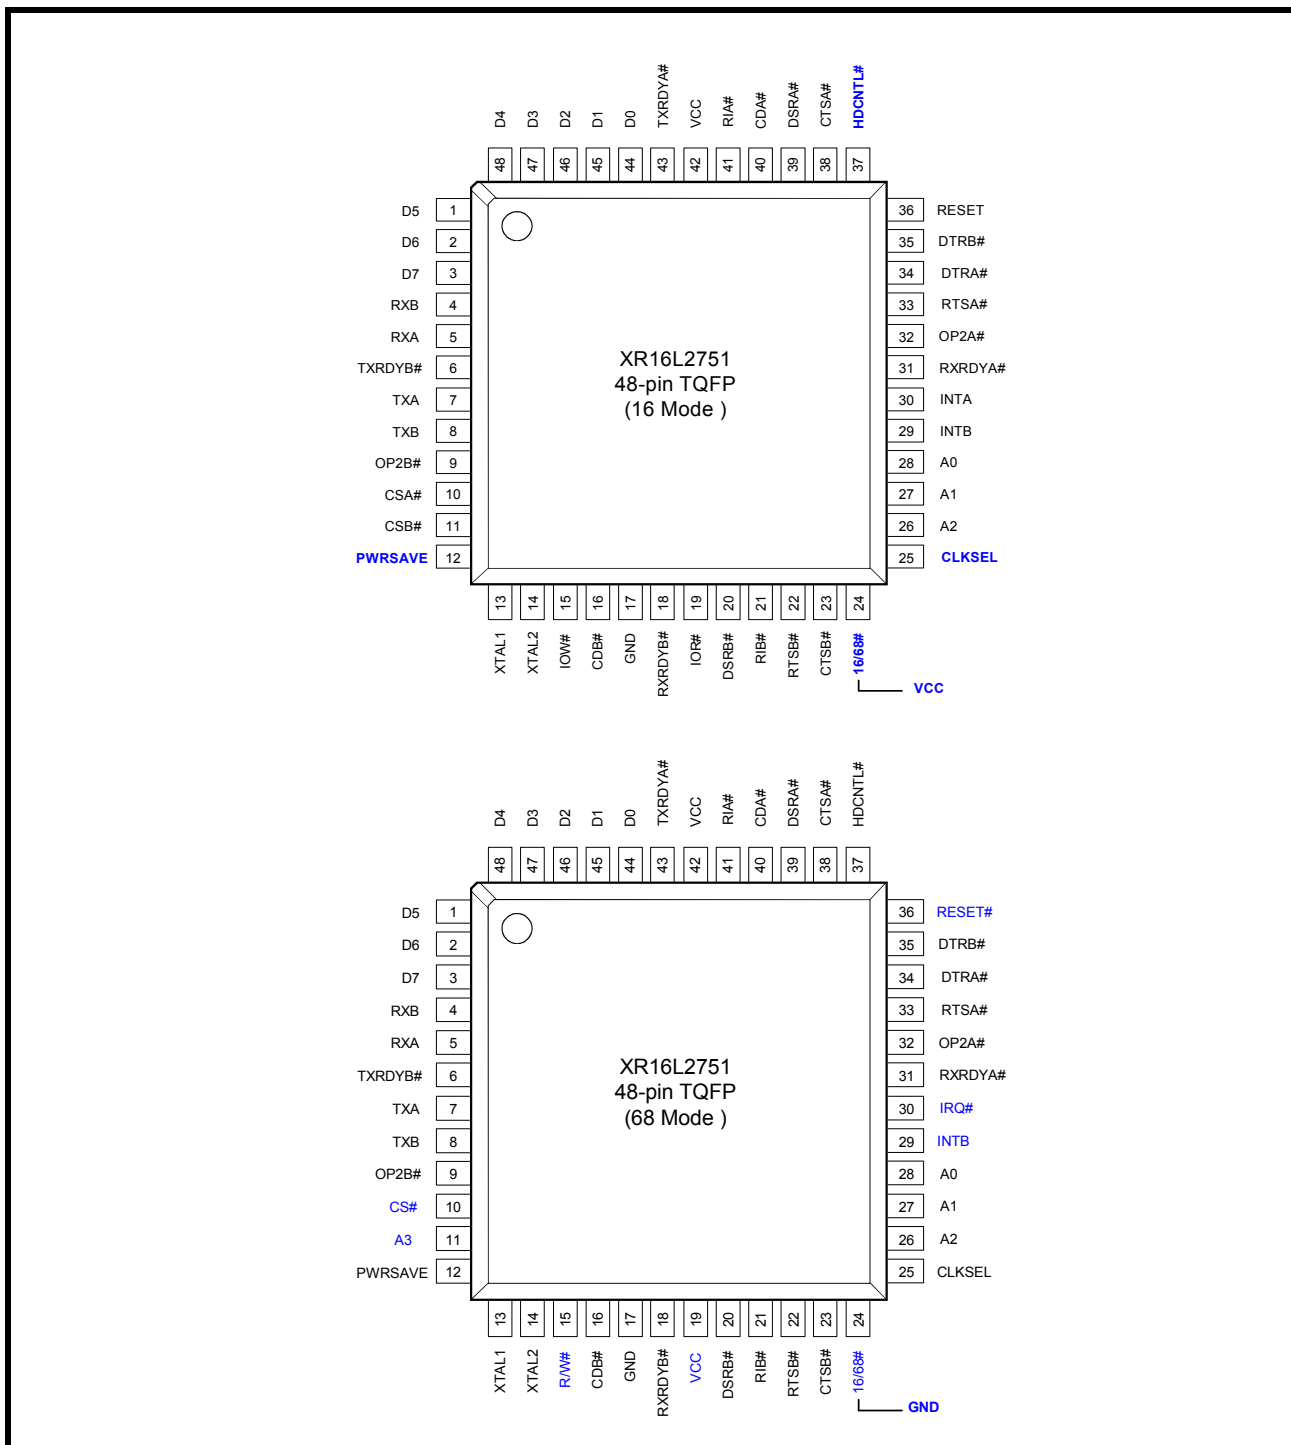 D4 D3 D2 D1 D0 TXRDYA# VCC RIA# CDA# DSRA# CTSA# HDCNTL#
48 47 46 45 44 43 42 41 40 39 38 37
D5 1 36 RESET
D6 2 35 DTRB#
D7 3 34 DTRA#
RXB 4 33 RTSA#
RXA 5 32 OP2A#
TXRDYB# 6 31 RXRDYA#
TXA 7 30 INTA
TXB 8 29 INTB
OP2B# 9 28 A0
CSA# 10 27 A1
CSB# 11 26 A2
PWRSAVE 12 25 CLKSEL
XR16L2751
48-pin TQFP
(16 Mode )
13 14 15 16 17 18 19 20 21 22 23 24
XTAL1 XTAL2 IOW# CDB# GND RXRDYB# IOR# DSRB# RIB# RTSB# CTSB# 16/68#
VCC
D4 D3 D2 D1 D0 TXRDYA# VCC RIA# CDA# DSRA# CTSA# HDCNTL#
48 47 46 45 44 43 42 41 40 39 38 37
D5 1 36 RESET#
D6 2 35 DTRB#
D7 3 34 DTRA#
RXB 4 33 RTSA#
RXA 5 32 OP2A#
TXRDYB# 6 31 RXRDYA#
TXA 7 30 IRQ#
TXB 8 29 INTB
OP2B# 9 28 A0
CS# 10 27 A1
A3 11 26 A2
PWRSAVE 12 25 CLKSEL
XR16L2751
48-pin TQFP
(68 Mode )
13 14 15 16 17 18 19 20 21 22 23 24
XTAL1 XTAL2 R/W# CDB# GND RXRDYB# VCC DSRB# RIB# RTSB# CTSB# 16/68#
GND